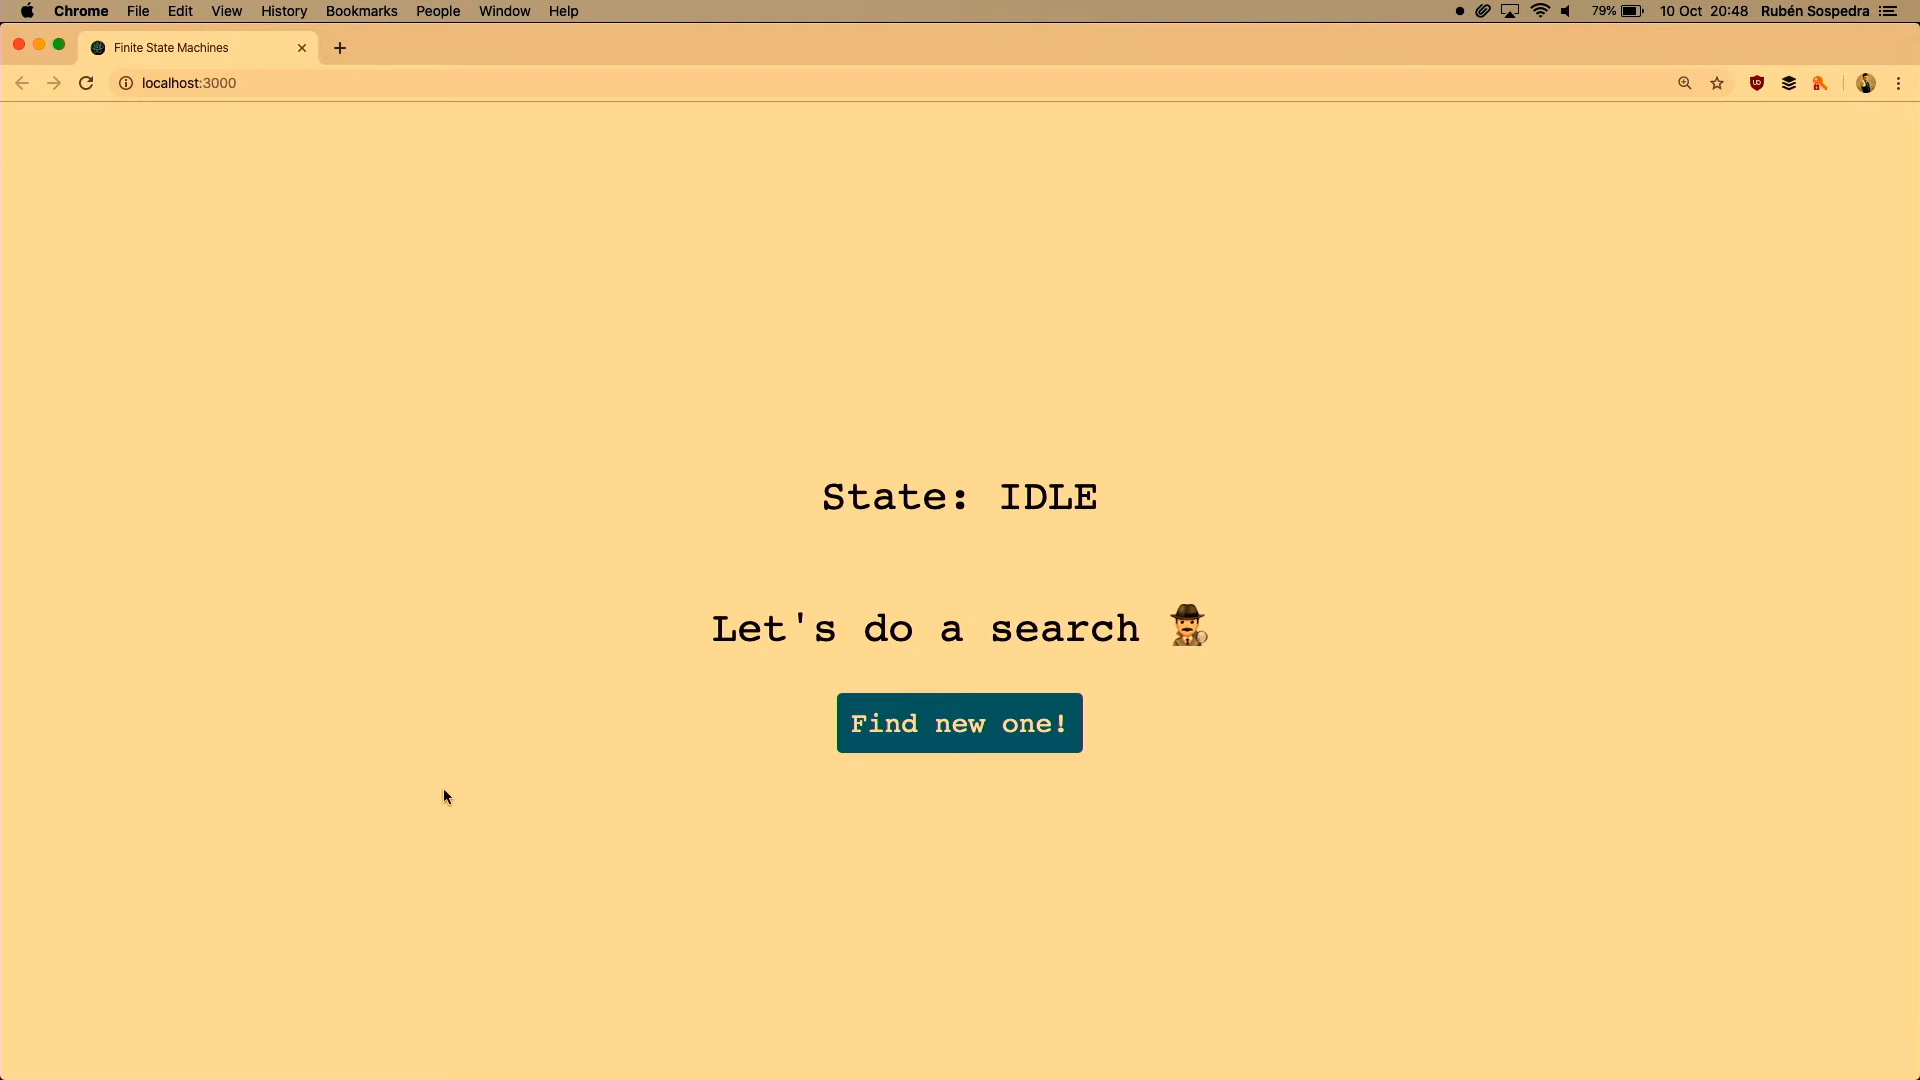 Chrome File Edit View History Bookmarks People Window Help 79% 10 Oct 20:48 Rubén Sospedra
Finite State Machines
localhost:3000
State: IDLE
Let's do a search
Find new one!